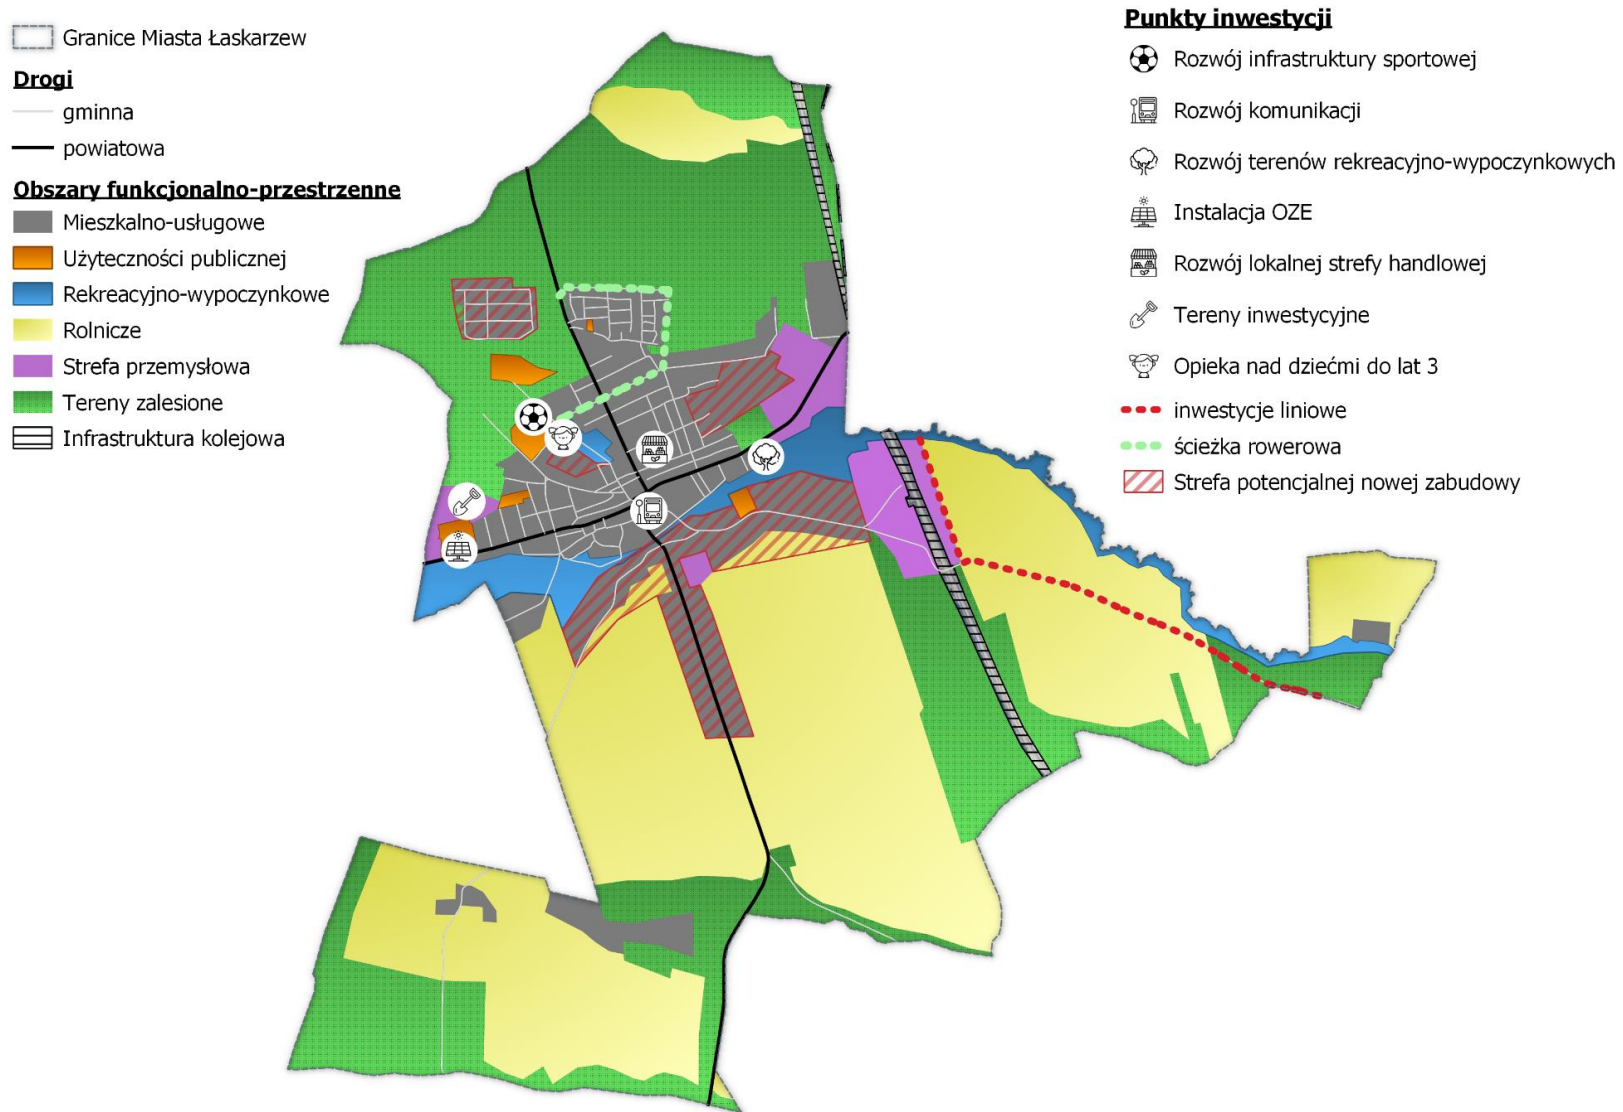 Granice Miasta Łaskarzew
Drogi
gminna
powiatowa
Obszary funkcjonalno-przestrzenne
Mieszkalno-usługowe
Użyteczności publicznej
Rekreacyjno-wypoczynkowe
Rolnicze
Strefa przemysłowa
Tereny zalesione
Infrastruktura kolejowa
Punkty inwestycji
Rozwój infrastruktury sportowej
Rozwój komunikacji
Rozwój terenów rekreacyjno-wypoczynkowych
Instalacja OZE
Rozwój lokalnej strefy handlowej
Tereny inwestycyjne
Opieka nad dziećmi do lat 3
inwestycje liniowe
ścieżka rowerowa
Strefa potencjalnej nowej zabudowy